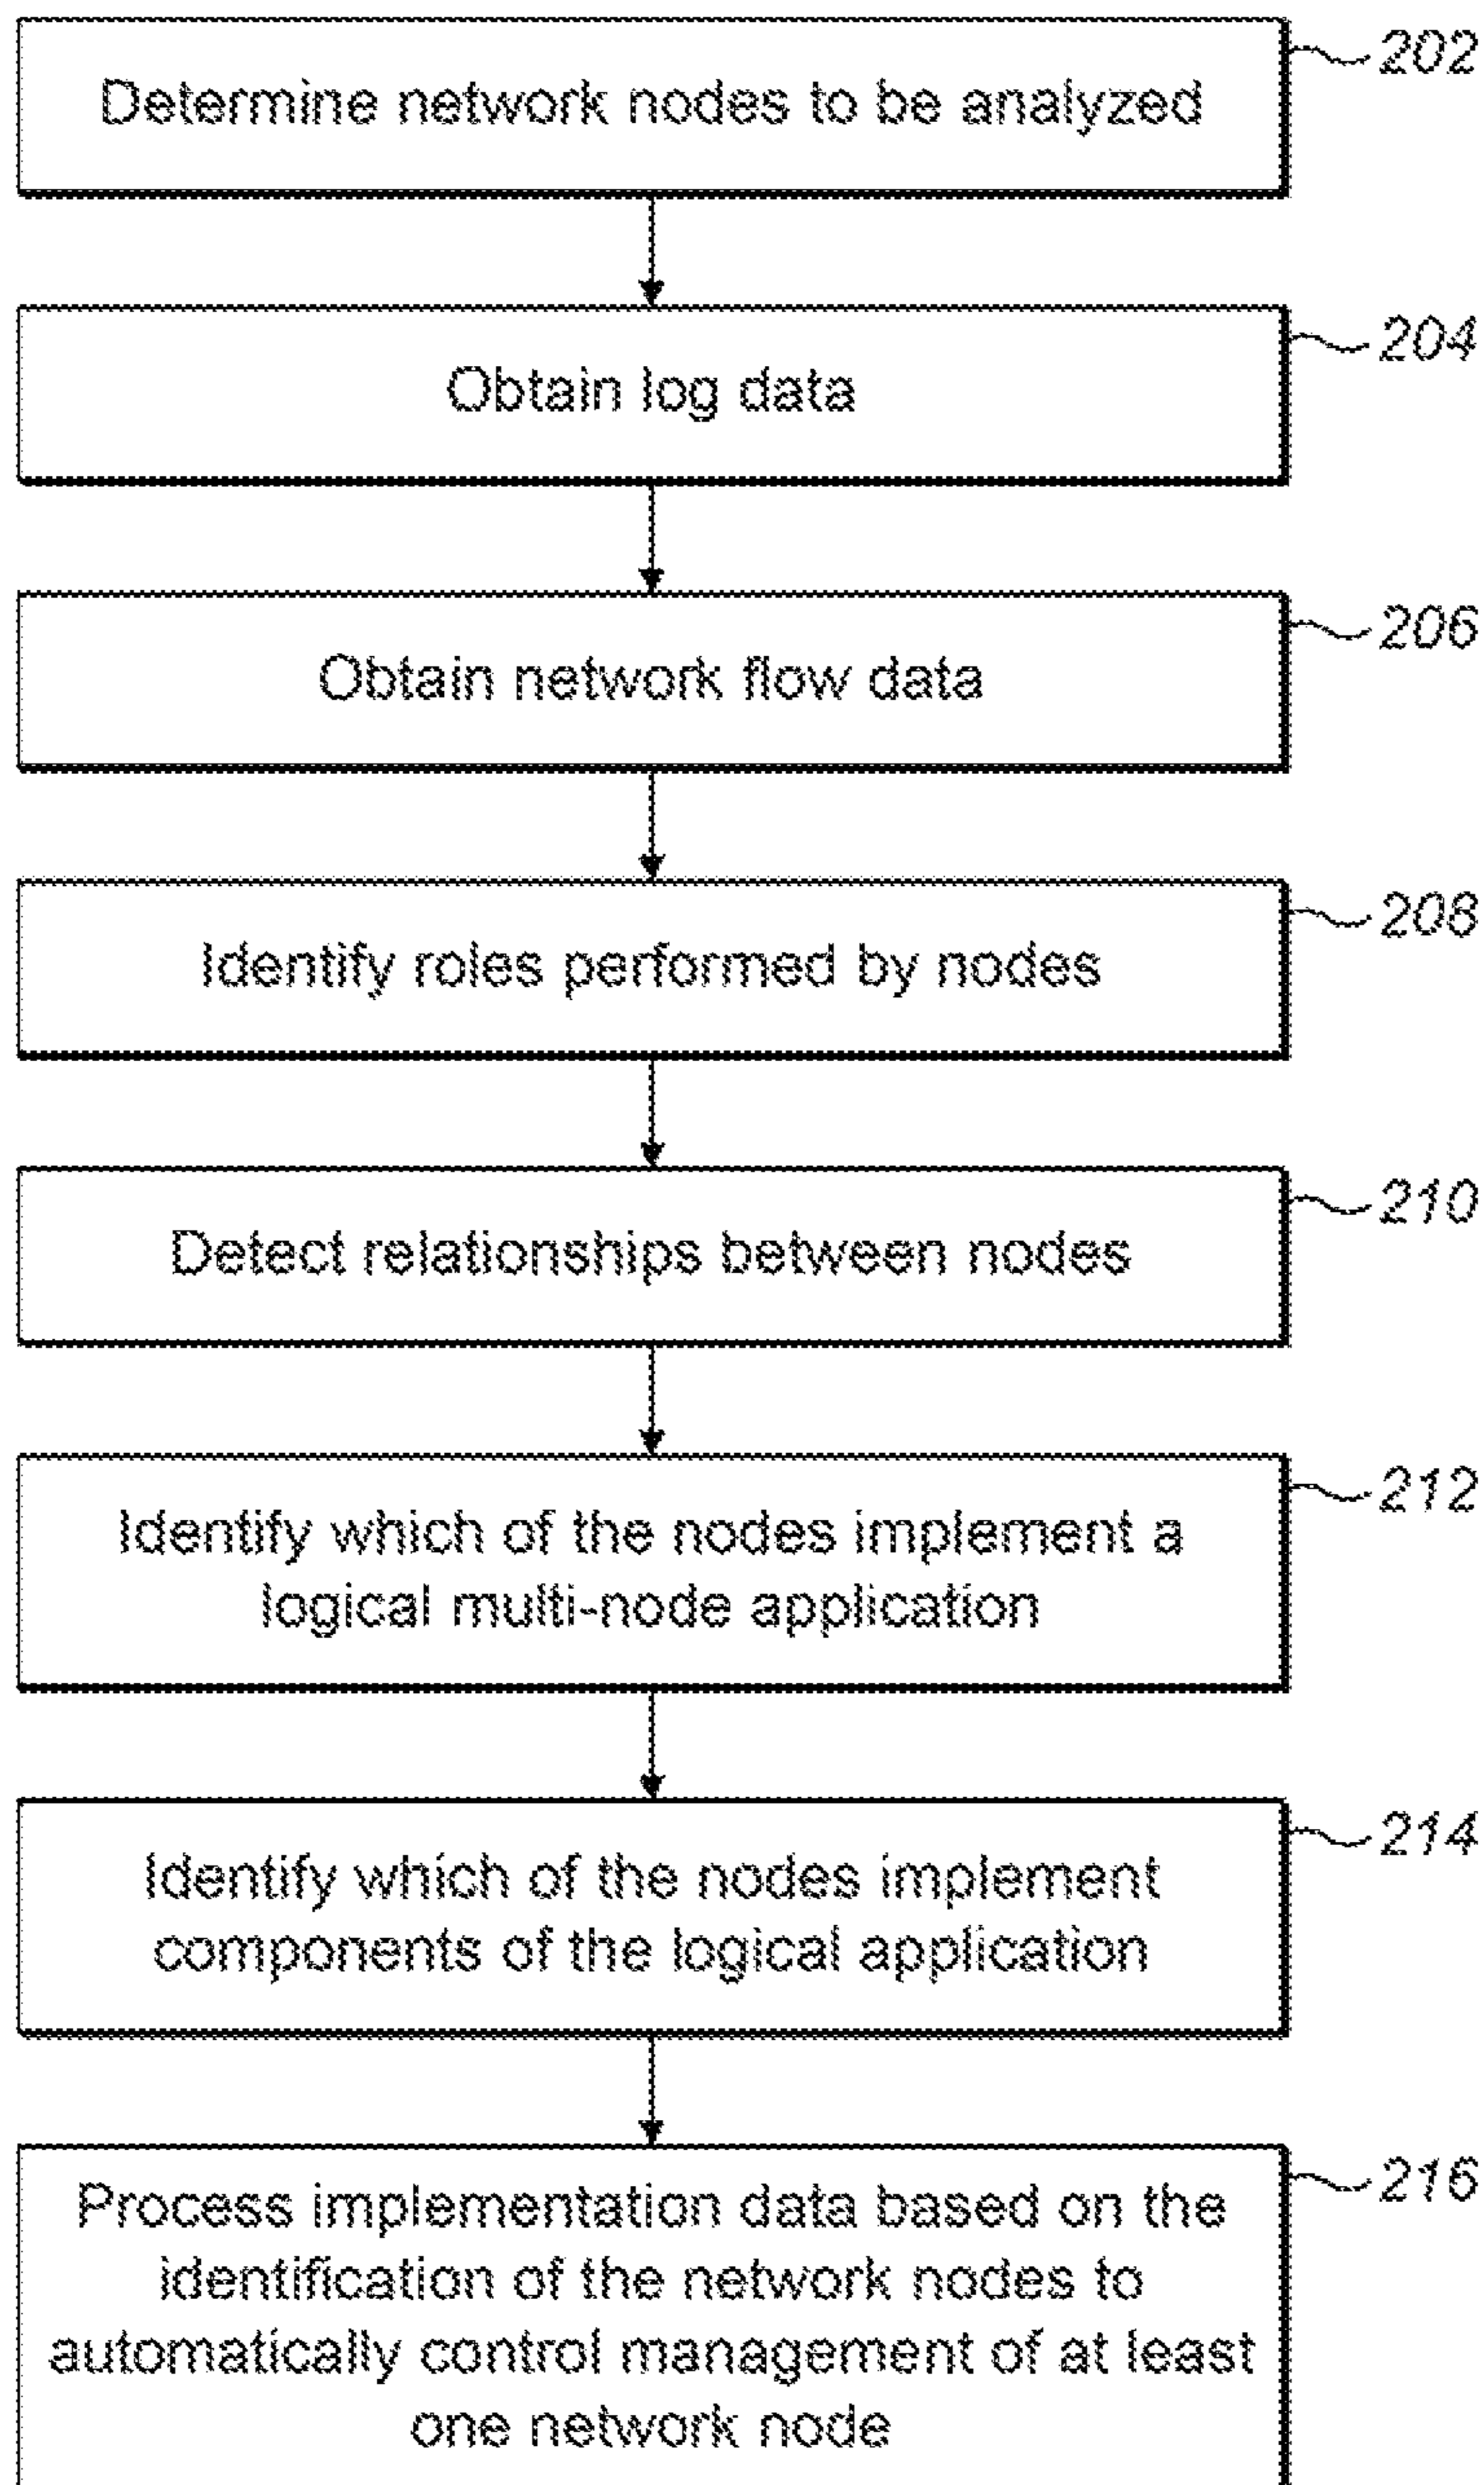 Determine network nodes to be analyzed
202
Obtain log data
204
Obtain network flow data
206
Identify roles performed by nodes
208
Detect relationships between nodes
210
Identify which of the nodes implement a
logical multi-node application
212
Identify which of the nodes implement
components of the logical application
214
Process implementation data based on the
identification of the network nodes to
automatically control management of at least
one network node
216